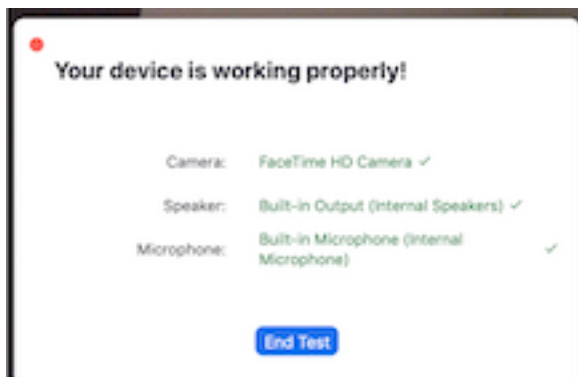 Your device is working properly!
Camera: FaceTime HD Camera ✓
Speaker: Built-in Output (Internal Speakers) ✓
Microphone: Built-in Microphone (Internal ✓
Microphone)
End Test